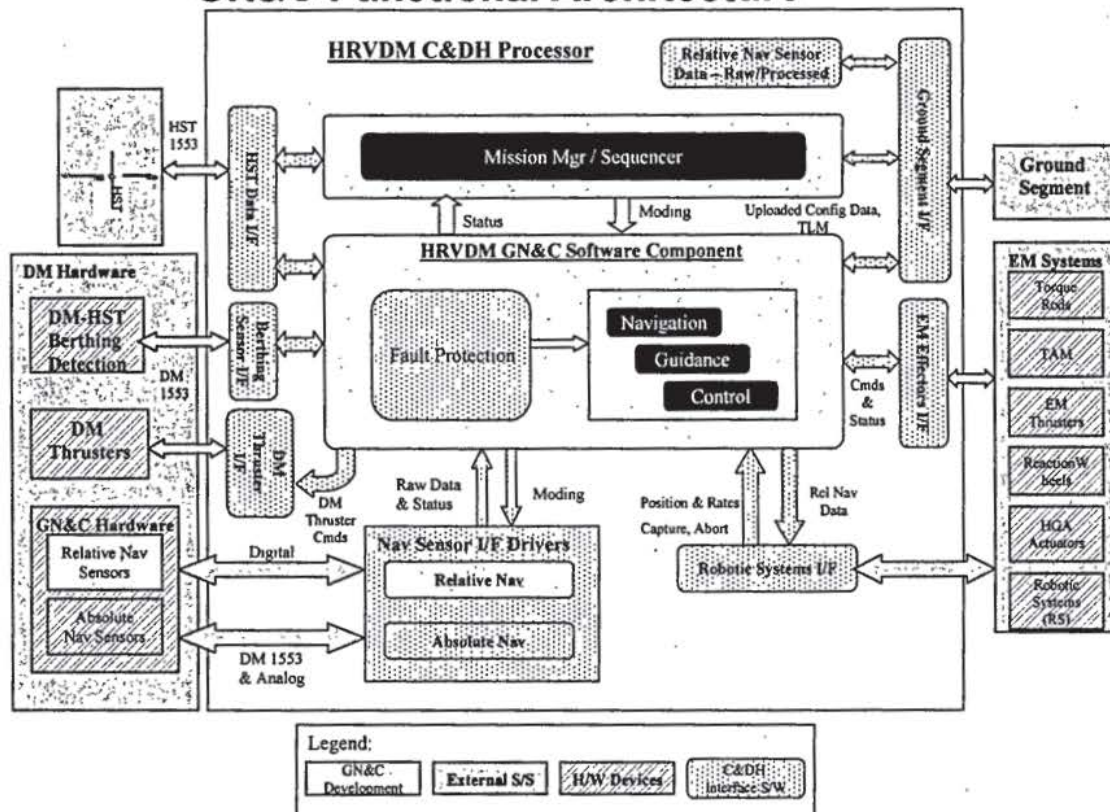 GN&C Functional Architecture
HRVDM C&DH Processor
Relative Nav Sensor
Data – Raw/Processed
HST
1553
HST
HST Data I/F
Mission Mgr / Sequencer
Ground Segment I/F
Ground
Segment
Status
Moding
Uploaded Config Data,
TLM
HRVDM GN&C Software Component
DM Hardware
DM-HST
Berthing
Detection
DM
1553
Berthing
Sensor I/F
Fault Protection
Navigation
Guidance
Control
Cmds
&
Status
EM Effectors I/F
EM Systems
Torque
Rods
TAM
EM
Thrusters
ReactionW
heels
HGA
Actuators
Robotic
Systems
(RS)
DM
Thrusters
DM
Thruster
I/F
DM
Thruster
Cmds
Raw Data
& Status
Moding
Position & Rates
Capture, Abort
Rel Nav
Data
GN&C Hardware
Relative Nav
Sensors
Absolute
Nav Sensors
Digital
DM 1553
& Analog
Nav Sensor I/F Drivers
Relative Nav
Absolute Nav
Robotic Systems I/F
Legend:
GN&C
Development
External S/S
H/W Devices
C&DH
Interface S/W